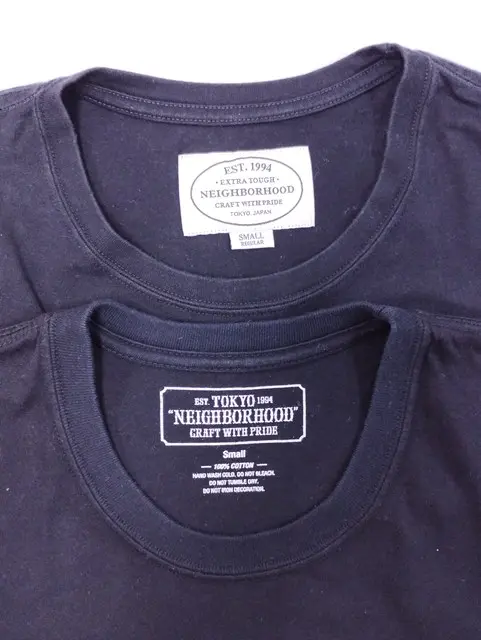 EST. 1994
• EXTRA TOUGH •
NEIGHBORHOOD
CRAFT WITH PRIDE
TOKYO, JAPAN
SMALL
REGULAR
EST. TOKYO 1994
"NEIGHBORHOOD"
CRAFT WITH PRIDE
Small
— 100% COTTON —
HAND WASH COLD, DO NOT BLEACH.
DO NOT TUMBLE DRY.
DO NOT IRON DECORATION.